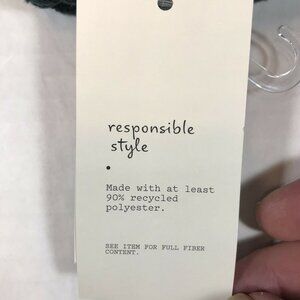 responsible
style
•
Made with at least
90% recycled
polyester.
SEE ITEM FOR FULL FIBER
CONTENT.